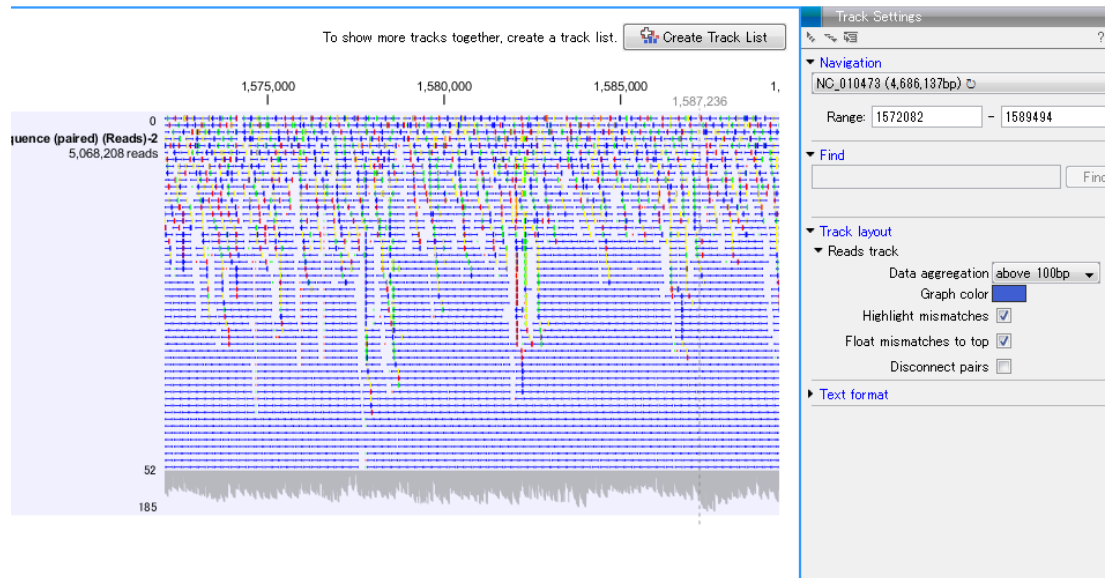 To show more tracks together, create a track list. Create Track List
1,575,000 1,580,000 1,585,000 1,
1,587,236
0
quence (paired) (Reads)-2
5,068,208 reads
52
185
Track Settings
?
Navigation
NC_010473 (4,686,137bp)
Range: 1572082 - 1589494
Find
Find
Track layout
Reads track
Data aggregation above 100bp
Graph color
Highlight mismatches
Float mismatches to top
Disconnect pairs
Text format